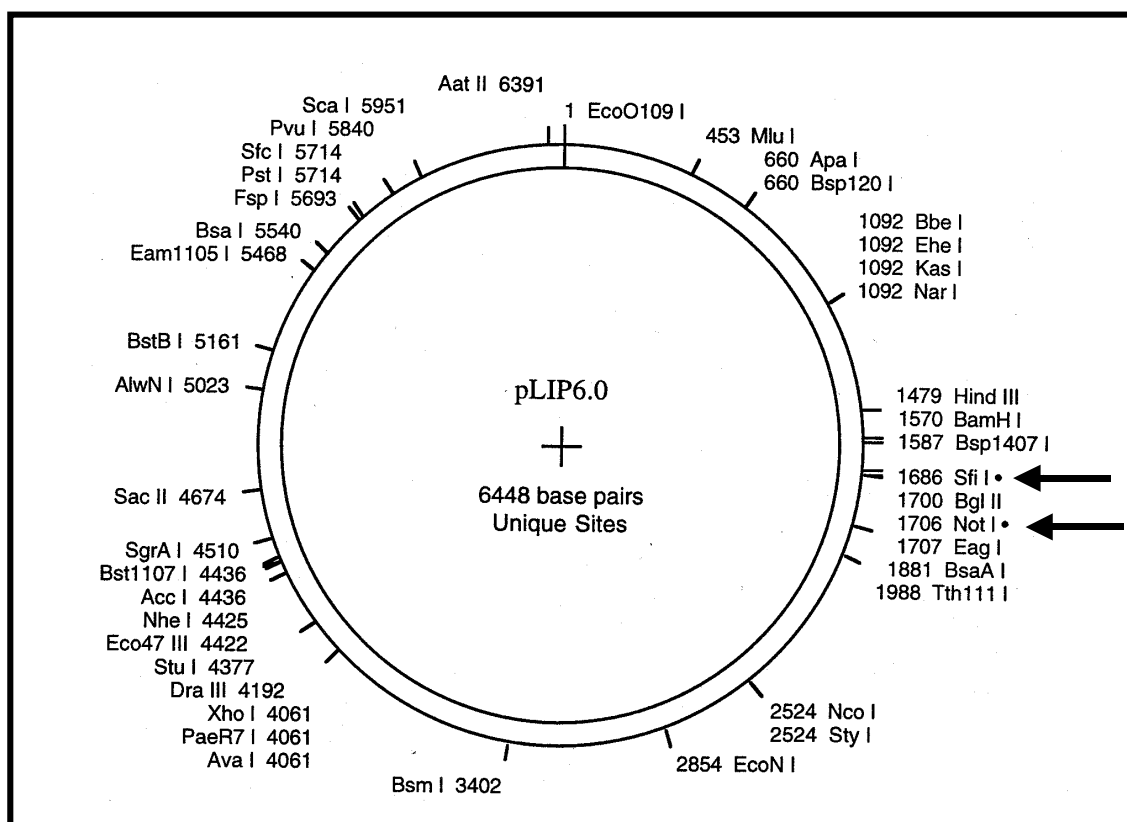 Aat II 6391
1 EcoO109 I
Sca I 5951
Pvu I 5840
Sfc I 5714
Pst I 5714
Fsp I 5693
Bsa I 5540
Eam1105 I 5468
BstB I 5161
AlwN I 5023
Sac II 4674
SgrA I 4510
Bst1107 I 4436
Acc I 4436
Nhe I 4425
Eco47 III 4422
Stu I 4377
Dra III 4192
Xho I 4061
PaeR7 I 4061
Ava I 4061
Bsm I 3402
453 Mlu I
660 Apa I
660 Bsp120 I
1092 Bbe I
1092 Ehe I
1092 Kas I
1092 Nar I
1479 Hind III
1570 BamH I
1587 Bsp1407 I
1686 Sfi I •
1700 Bgl II
1706 Not I •
1707 Eag I
1881 BsaA I
1988 Tth111 I
2524 Nco I
2524 Sty I
2854 EcoN I
pLIP6.0
6448 base pairs
Unique Sites